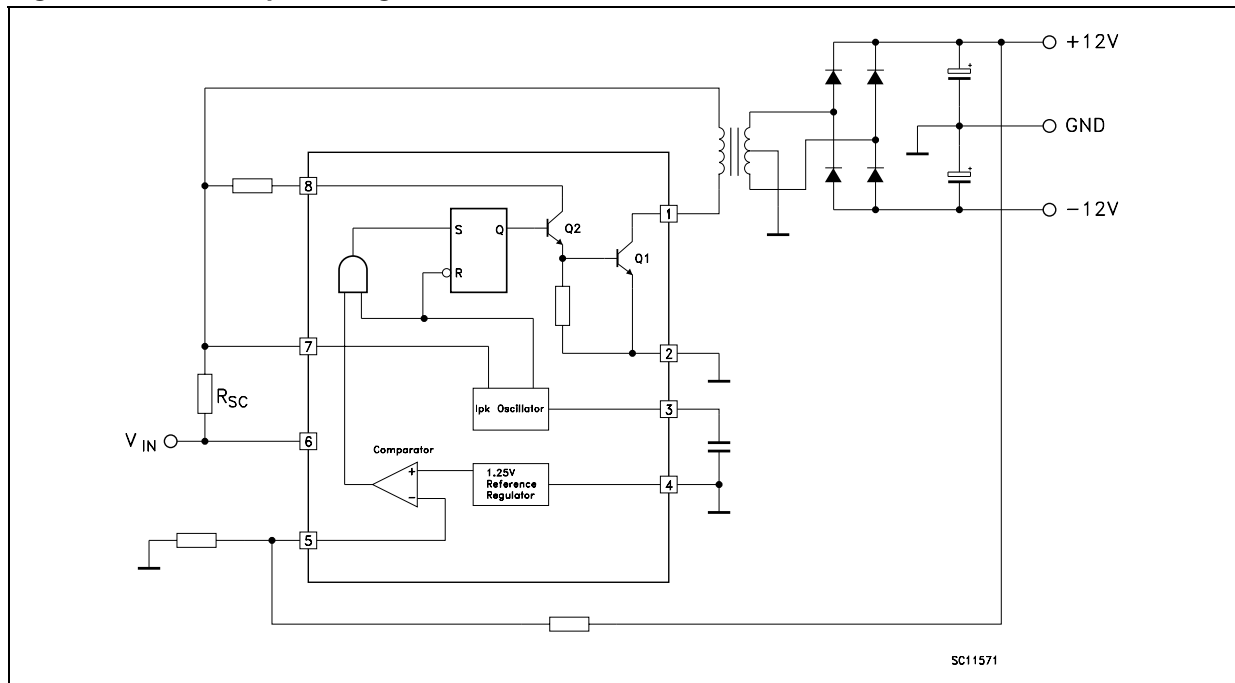 +12V
GND
-12V
8
1
S
Q
Q2
Q1
R
7
2
RSC
Ipk Oscillator
3
VIN
6
Comparator
+
-
1.25V
Reference
Regulator
4
5
+
+
SC11571